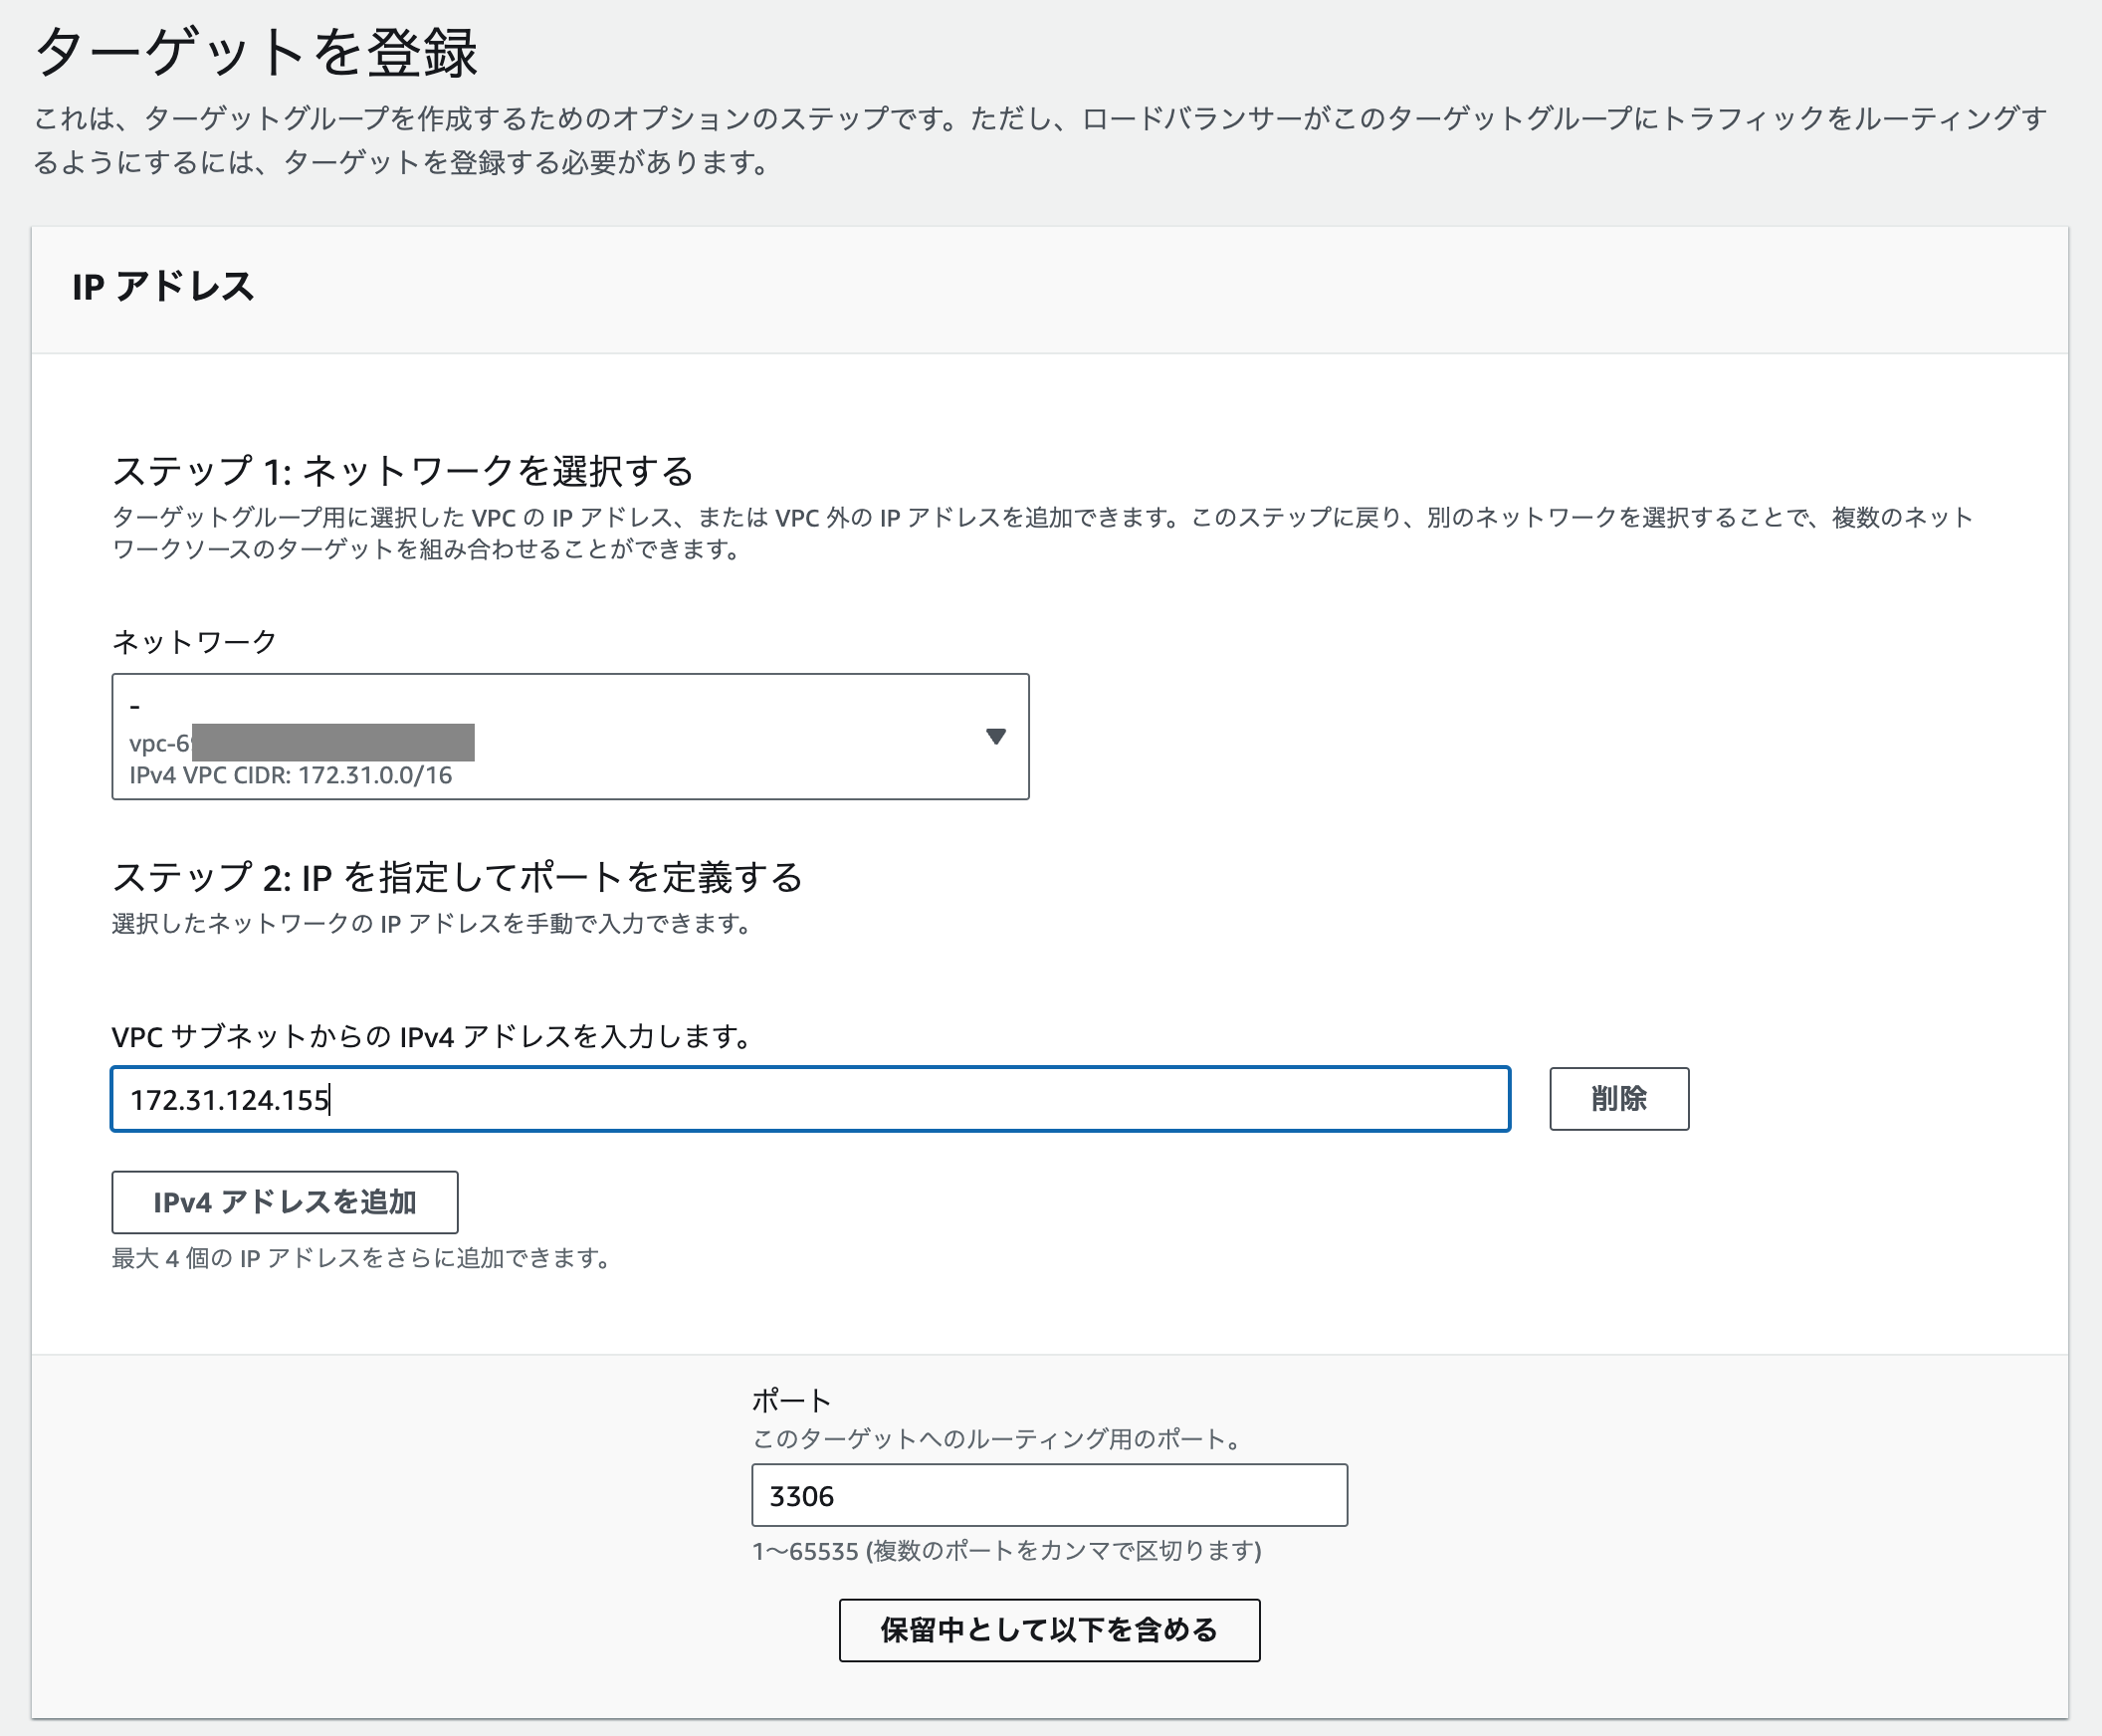 ターゲットを登録
これは、ターゲットグループを作成するためのオプションのステップです。ただし、ロードバランサーがこのターゲットグループにトラフィックをルーティングす
るようにするには、ターゲットを登録する必要があります。
IP アドレス
ステップ 1: ネットワークを選択する
ターゲットグループ用に選択した VPC の IP アドレス、または VPC 外の IP アドレスを追加できます。このステップに戻り、別のネットワークを選択することで、複数のネット
ワークソースのターゲットを組み合わせることができます。
ネットワーク
-
vpc-6
IPv4 VPC CIDR: 172.31.0.0/16
ステップ 2: IP を指定してポートを定義する
選択したネットワークの IP アドレスを手動で入力できます。
VPC サブネットからの IPv4 アドレスを入力します。
172.31.124.155
削除
IPv4 アドレスを追加
最大 4 個の IP アドレスをさらに追加できます。
ポート
このターゲットへのルーティング用のポート。
3306
1〜65535 (複数のポートをカンマで区切ります)
保留中として以下を含める